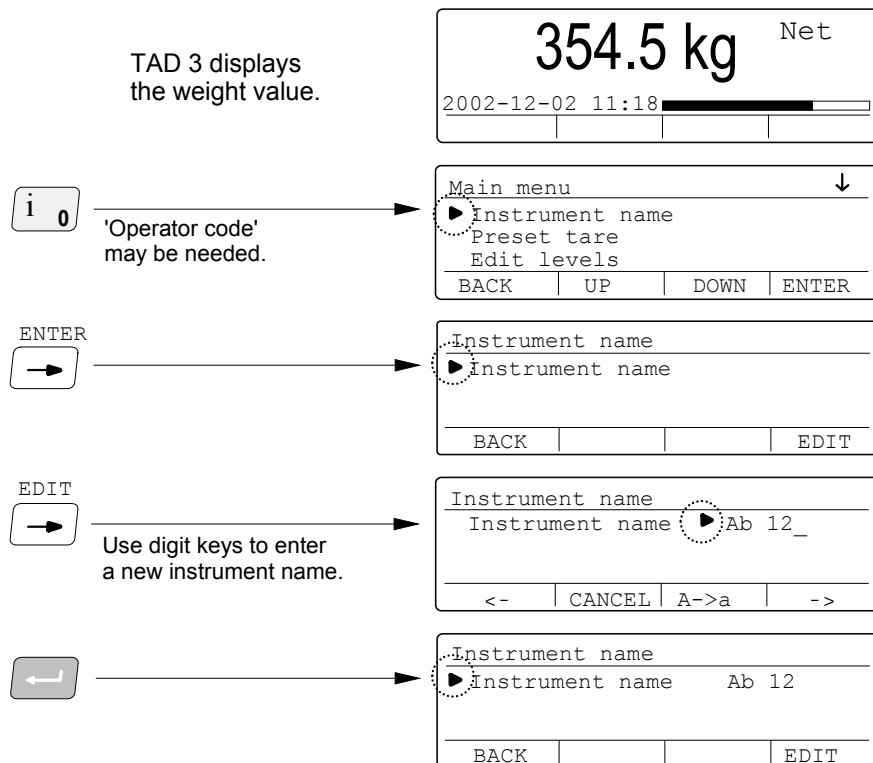 TAD 3 displays
the weight value.
354.5 kg Net
2002-12-02 11:18
i 0
'Operator code'
may be needed.
Main menu ↓
Instrument name
Preset tare
Edit levels
BACK UP DOWN ENTER
ENTER
Instrument name
Instrument name
BACK EDIT
EDIT
Use digit keys to enter
a new instrument name.
Instrument name
Instrument name Ab 12_
<- CANCEL A->a ->
Instrument name
Instrument name Ab 12
BACK EDIT